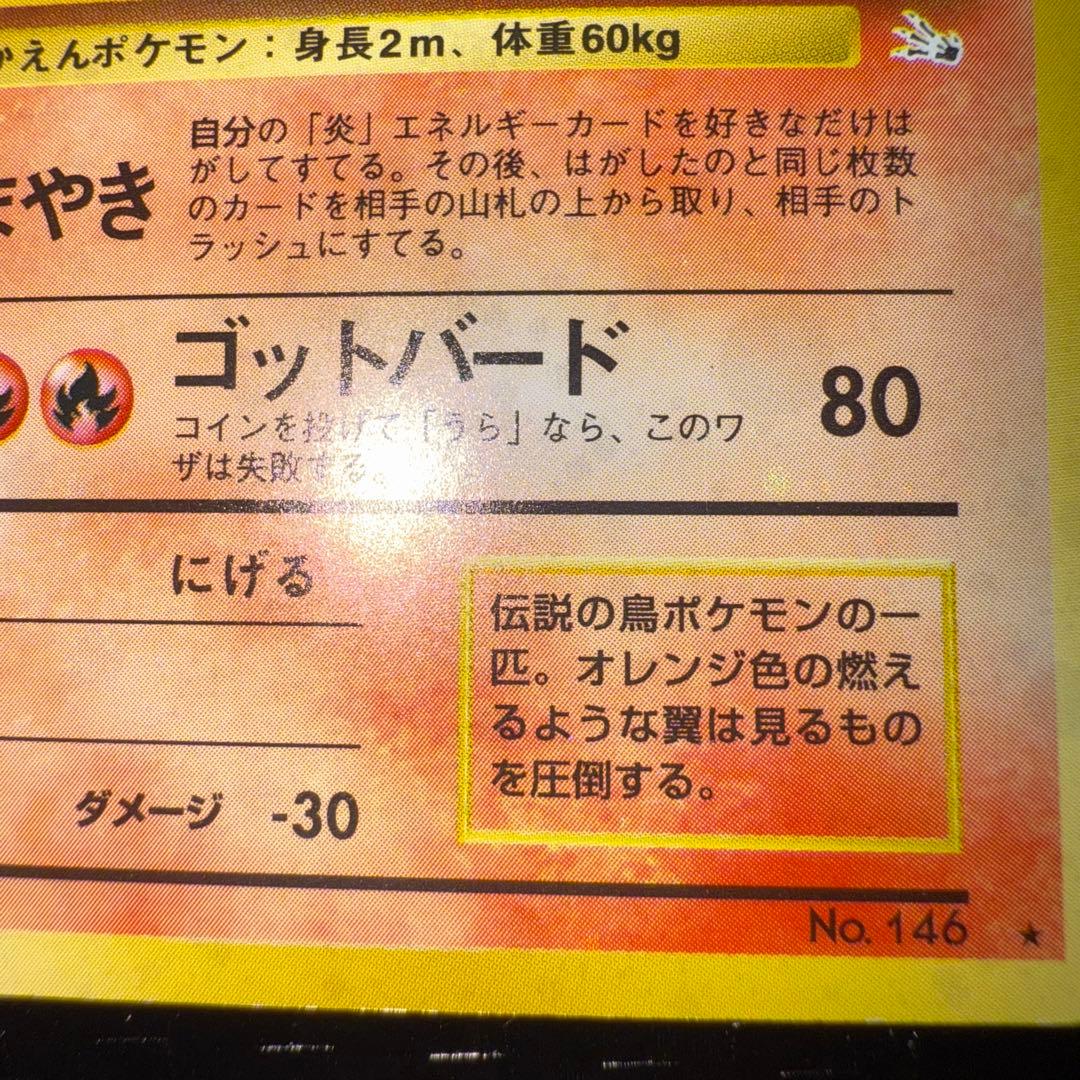 かえんポケモン：身長2m、体重60kg
自分の「炎」エネルギーカードを好きなだけは
がしてすてる。その後、はがしたのと同じ枚数
のカードを相手の山札の上から取り、相手のト
ラッシュにすてる。
やき
ゴットバード
80
コインを投げて「うら」なら、このワ
ザは失敗する。
にげる
伝説の鳥ポケモンの一
匹。オレンジ色の燃え
るような翼は見るもの
を圧倒する。
ダメージ -30
No. 146 ★